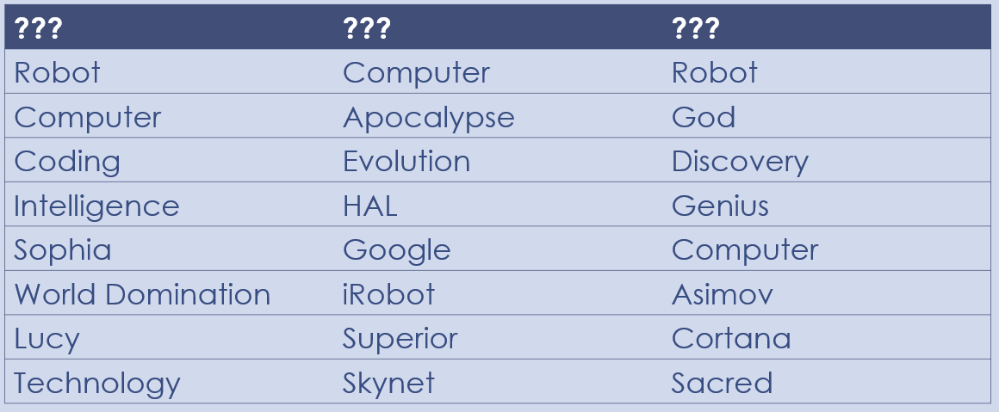 ??? ??? ???
Robot Computer Robot
Computer Apocalypse God
Coding Evolution Discovery
Intelligence HAL Genius
Sophia Google Computer
World Domination iRobot Asimov
Lucy Superior Cortana
Technology Skynet Sacred